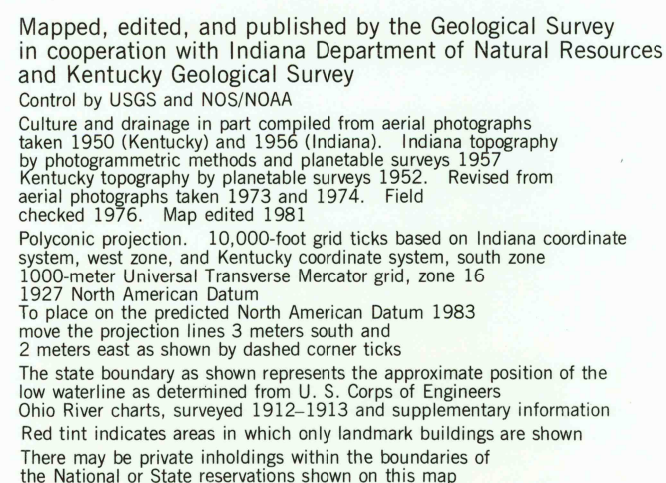 Mapped, edited, and published by the Geological Survey
in cooperation with Indiana Department of Natural Resources
and Kentucky Geological Survey
Control by USGS and NOS/NOAA
Culture and drainage in part compiled from aerial photographs
taken 1950 (Kentucky) and 1956 (Indiana). Indiana topography
by photogrammetric methods and planetable surveys 1957
Kentucky topography by planetable surveys 1952. Revised from
aerial photographs taken 1973 and 1974. Field
checked 1976. Map edited 1981
Polyconic projection. 10,000-foot grid ticks based on Indiana coordinate
system, west zone, and Kentucky coordinate system, south zone
1000-meter Universal Transverse Mercator grid, zone 16
1927 North American Datum
To place on the predicted North American Datum 1983
move the projection lines 3 meters south and
2 meters east as shown by dashed corner ticks
The state boundary as shown represents the approximate position of the
low waterline as determined from U. S. Corps of Engineers
Ohio River charts, surveyed 1912–1913 and supplementary information
Red tint indicates areas in which only landmark buildings are shown
There may be private inholdings within the boundaries of
the National or State reservations shown on this map